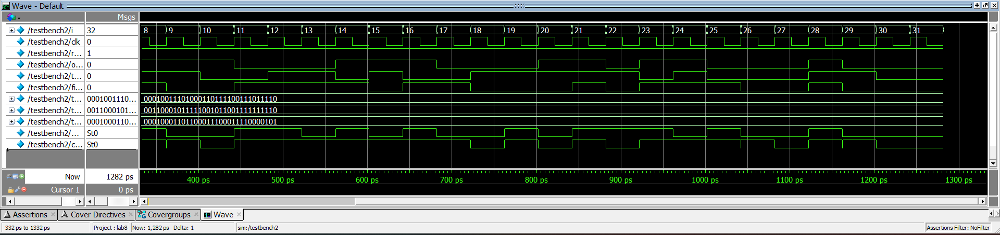 Wave - Default
Msgs
/testbench2/i 32 8 9 10 11 12 13 14 15 16 17 18 19 20 21 22 23 24 25 26 27 28 29 30 31
/testbench2/clk 0
/testbench2/r... 1
/testbench2/o... 0
/testbench2/t... 0
/testbench2/fi... 0
/testbench2/t... 0001001110... 00010011101000110111100111011110
/testbench2/t... 0011000101... 00110001011111001011001111111110
/testbench2/t... 0001000110... 00010001101100011100011110000101
/testbench2/... St0
/testbench2/c... St0
Now 1282 ps 400 ps 500 ps 600 ps 700 ps 800 ps 900 ps 1000 ps 1100 ps 1200 ps 1300 ps
Cursor 1 0 ps
Assertions Cover Directives Covergroups Wave
332 ps to 1332 ps Project : lab8 Now: 1,282 ps Delta: 1 sim:/testbench2 Assertions Filter: NoFilter